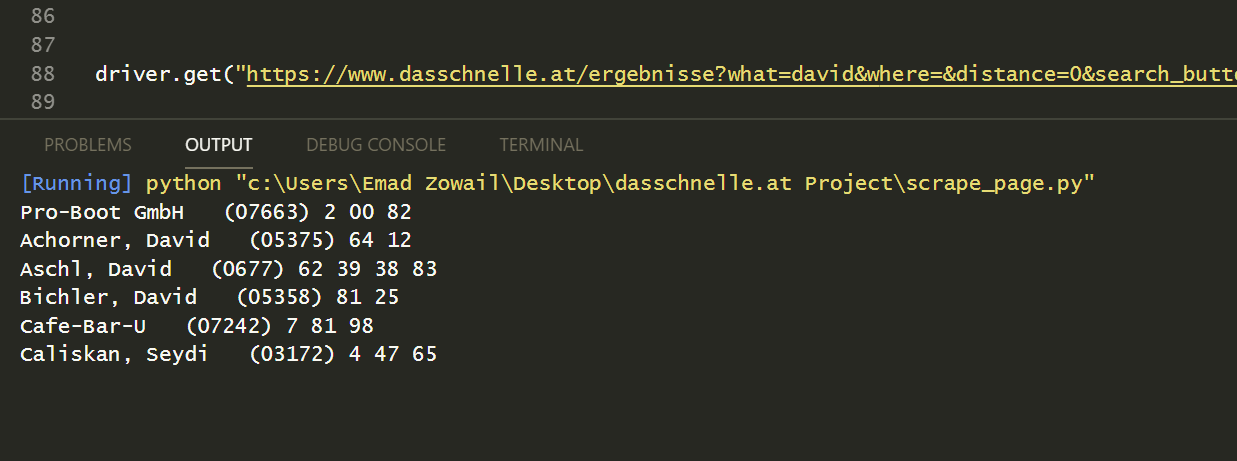 86
87
88 driver.get("https://www.dasschnelle.at/ergebnisse?what=david&where=&distance=0&search_butt
89
PROBLEMS OUTPUT DEBUG CONSOLE TERMINAL
[Running] python "c:\Users\Emad Zowail\Desktop\dasschnelle.at Project\scrape_page.py"
Pro-Boot GmbH (07663) 2 00 82
Achorner, David (05375) 64 12
Aschl, David (0677) 62 39 38 83
Bichler, David (05358) 81 25
Cafe-Bar-U (07242) 7 81 98
Caliskan, Seydi (03172) 4 47 65